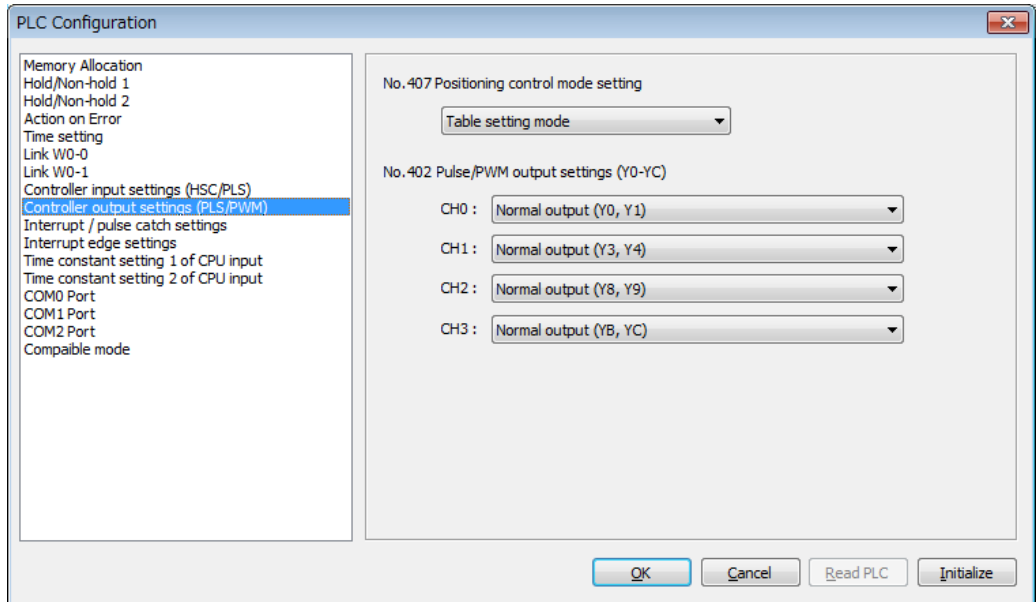 PLC Configuration
Memory Allocation
Hold/Non-hold 1
Hold/Non-hold 2
Action on Error
Time setting
Link W0-0
Link W0-1
Controller input settings (HSC/PLS)
Controller output settings (PLS/PWM)
Interrupt / pulse catch settings
Interrupt edge settings
Time constant setting 1 of CPU input
Time constant setting 2 of CPU input
COM0 Port
COM1 Port
COM2 Port
Compaible mode
No.407 Positioning control mode setting
Table setting mode
No.402 Pulse/PWM output settings (Y0-YC)
CH0 : Normal output (Y0, Y1)
CH1 : Normal output (Y3, Y4)
CH2 : Normal output (Y8, Y9)
CH3 : Normal output (YB, YC)
OK Cancel Read PLC Initialize